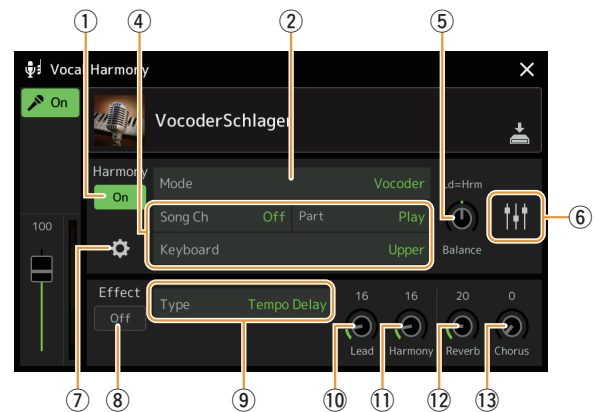 ① ④ ② ⑤
Vocal Harmony
On
VocoderSchlager
Harmony
On
Mode Vocoder
Ld=Hrm
Song Ch Off Part Play
Keyboard Upper
Balance
⑥
100
Effect
Off
Type Tempo Delay
16 16 20 0
Lead Harmony Reverb Chorus
⑦ ⑧ ⑨ ⑩ ⑪ ⑫ ⑬